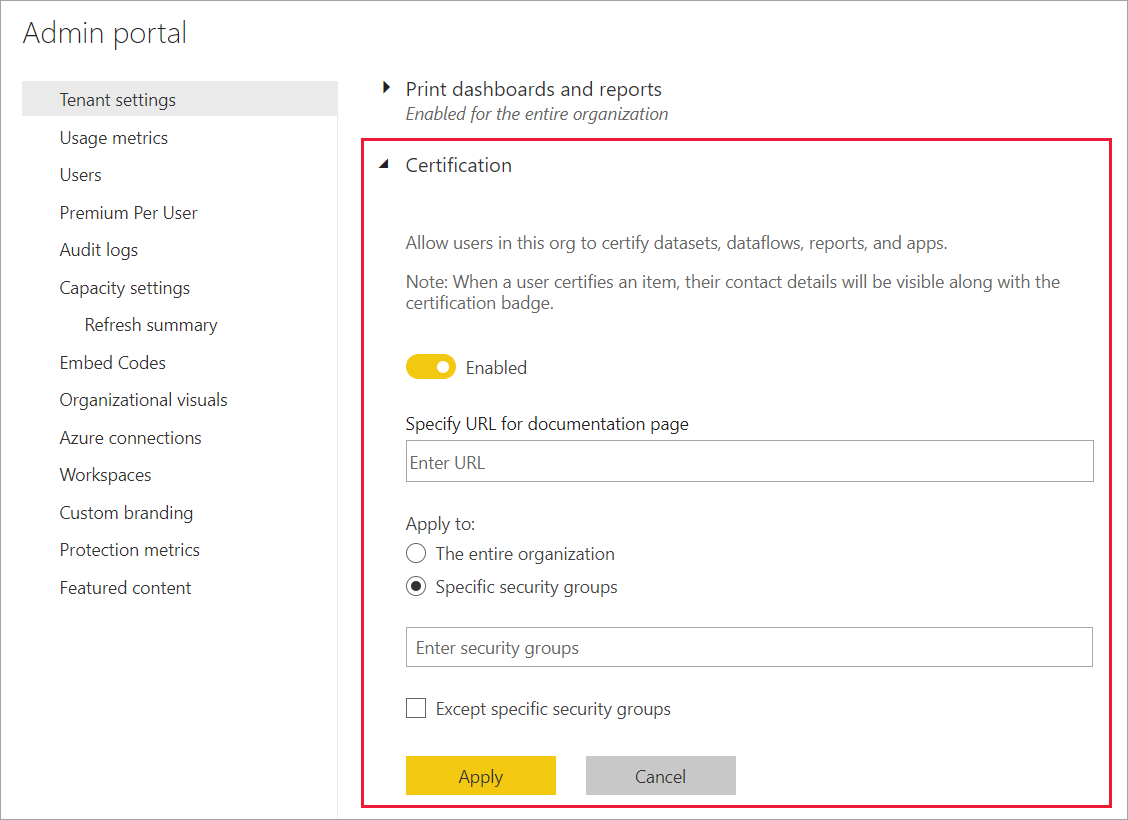 Admin portal
Tenant settings
Usage metrics
Users
Premium Per User
Audit logs
Capacity settings
Refresh summary
Embed Codes
Organizational visuals
Azure connections
Workspaces
Custom branding
Protection metrics
Featured content
Print dashboards and reports
Enabled for the entire organization
Certification
Allow users in this org to certify datasets, dataflows, reports, and apps.
Note: When a user certifies an item, their contact details will be visible along with the
certification badge.
Enabled
Specify URL for documentation page
Enter URL
Apply to:
The entire organization
Specific security groups
Enter security groups
Except specific security groups
Apply
Cancel